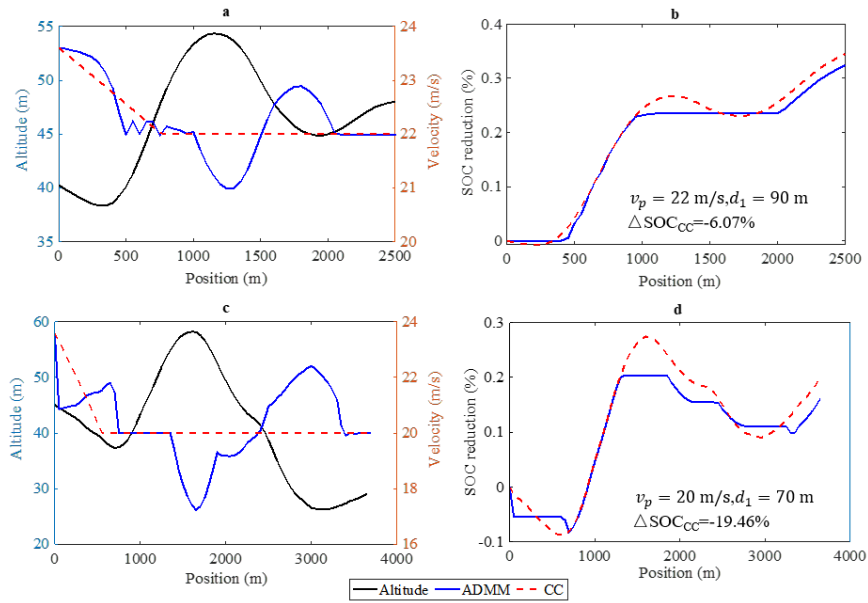 a
55
50
45
40
35
Altitude (m)
24
23
22
21
20
Velocity (m/s)
0 500 1000 1500 2000 2500
Position (m)
b
0.4
0.3
0.2
0.1
0
SOC reduction (%)
v_p = 22 m/s,d_1 = 90 m
△SOC_CC=-6.07%
0 500 1000 1500 2000 2500
Position (m)
c
60
50
40
30
20
Altitude (m)
24
22
20
18
16
Velocity (m/s)
0 1000 2000 3000 4000
Position (m)
d
0.3
0.2
0.1
0
-0.1
SOC reduction (%)
v_p = 20 m/s,d_1 = 70 m
△SOC_CC=-19.46%
0 1000 2000 3000 4000
Position (m)
Altitude ADMM CC